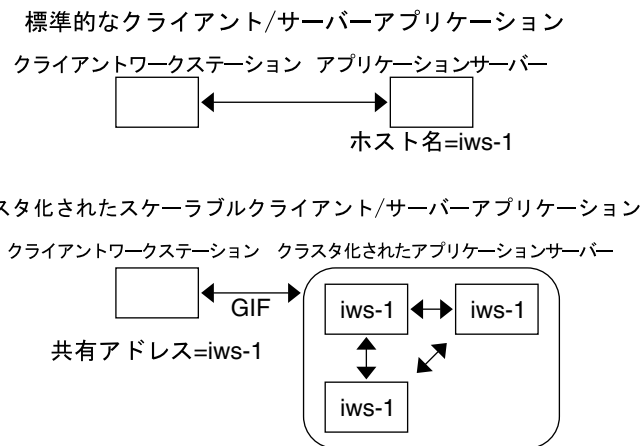 標準的なクライアント/サーバーアプリケーション
クライアントワークステーション アプリケーションサーバー
ホスト名=iws-1
スタ化されたスケーラブルクライアント/サーバーアプリケーション
クライアントワークステーション クラスタ化されたアプリケーションサーバー
GIF
共有アドレス=iws-1
iws-1 iws-1
iws-1